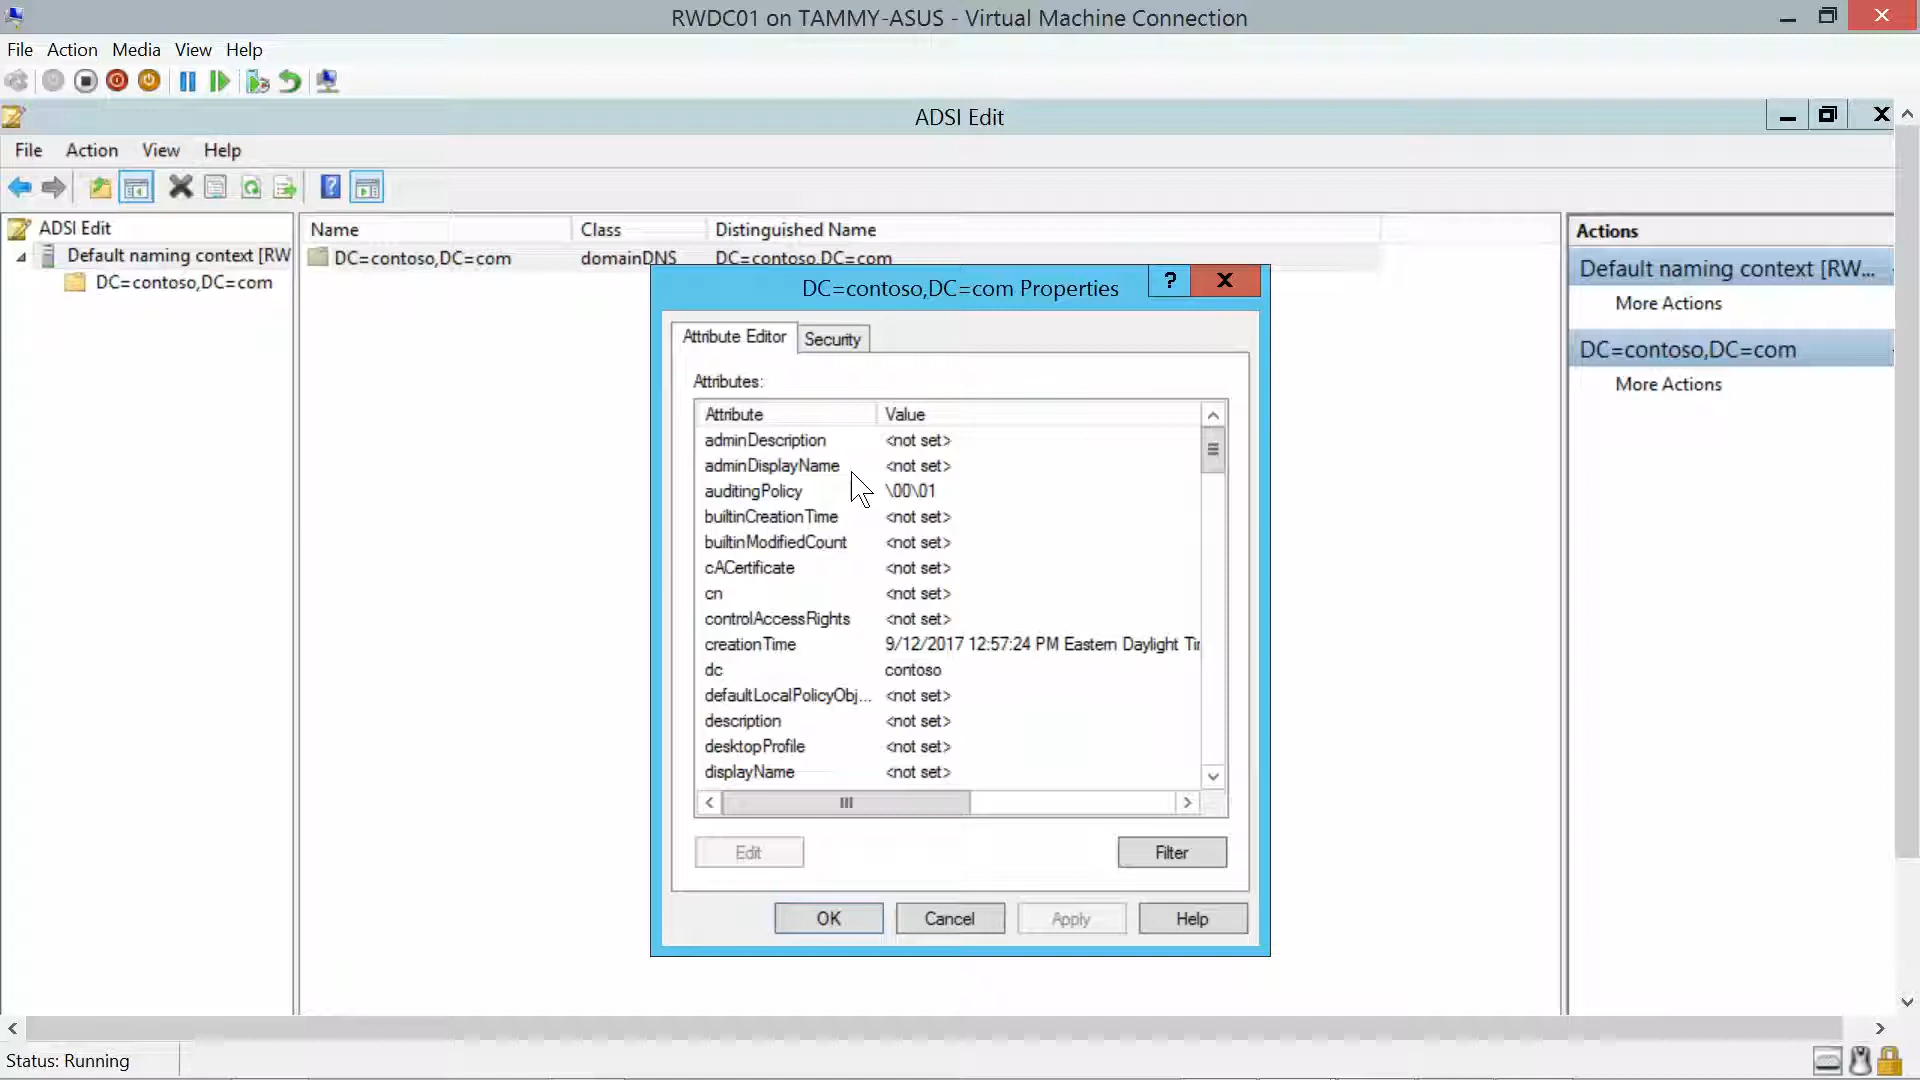 RWDC01 on TAMMY-ASUS - Virtual Machine Connection
File Action Media View Help
ADSI Edit
File Action View Help
ADSI Edit
Default naming context [RW
DC=contoso,DC=com
Name Class Distinguished Name
DC=contoso,DC=com domainDNS DC=contoso,DC=com
Actions
Default naming context [RW...
More Actions
DC=contoso,DC=com
More Actions
DC=contoso,DC=com Properties
Attribute Editor Security
Attributes:
Attribute Value
adminDescription <not set>
adminDisplayName <not set>
auditingPolicy \00\01
builtinCreationTime <not set>
builtinModifiedCount <not set>
cACertificate <not set>
cn <not set>
controlAccessRights <not set>
creationTime 9/12/2017 12:57:24 PM Eastern Daylight Tir
dc contoso
defaultLocalPolicyObj... <not set>
description <not set>
desktopProfile <not set>
displayName <not set>
Edit Filter
OK Cancel Apply Help
Status: Running